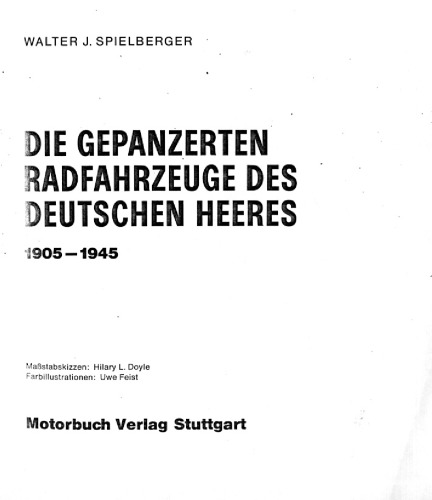 WALTER J. SPIELBERGER
DIE GEPANZERTEN
RADFAHRZEUGE DES
DEUTSCHEN HEERES
1905–1945
Maßstabskizzen: Hilary L. Doyle
Farbillustrationen: Uwe Feist
Motorbuch Verlag Stuttgart